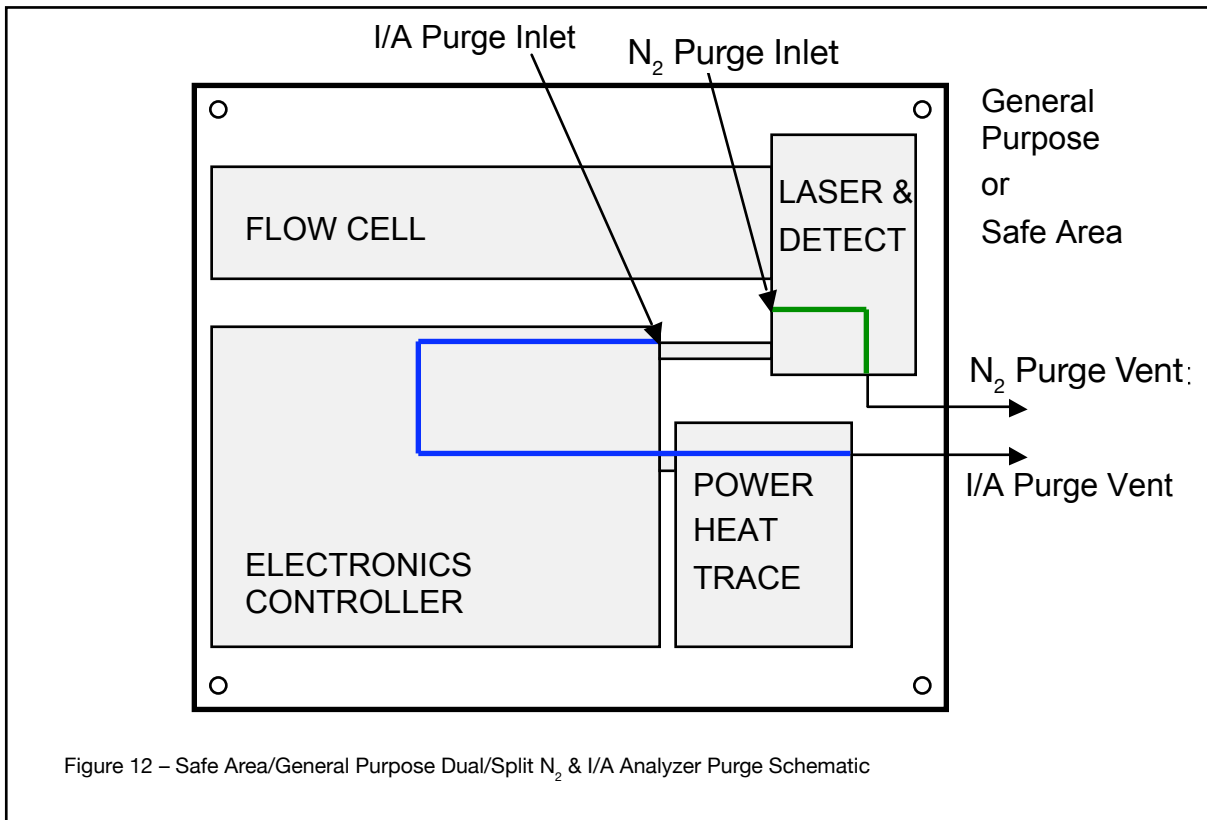 I/A Purge Inlet
N₂ Purge Inlet
General
Purpose
or
Safe Area
LASER &
DETECT
FLOW CELL
N₂ Purge Vent:
I/A Purge Vent
POWER
HEAT
TRACE
ELECTRONICS
CONTROLLER
Figure 12 – Safe Area/General Purpose Dual/Split N₂ & I/A Analyzer Purge Schematic